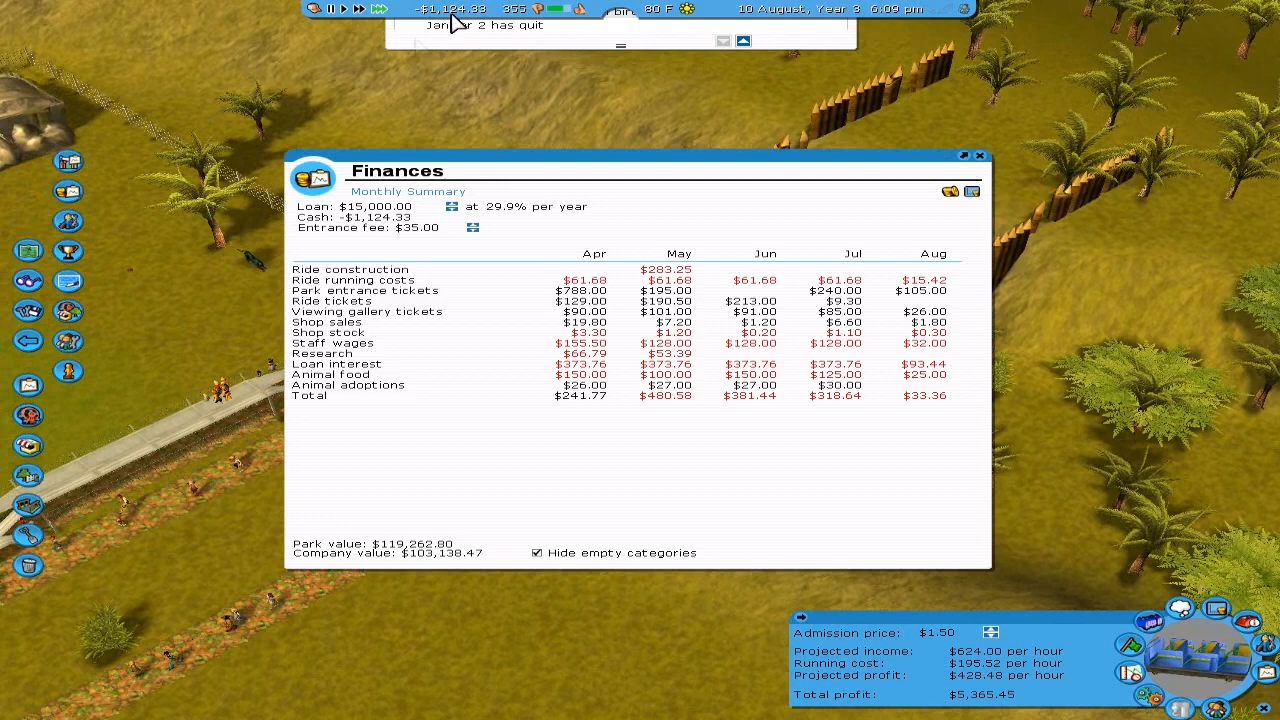 -$1,124.33 355 80 F 10 August, Year 3 6:09 pm
2 has quit
Finances
Monthly Summary
Loan: $15,000.00 at 29.9% per year
Cash: -$1,124.33
Entrance fee: $35.00
Apr May Jun Jul Aug
Ride construction $283.25
Ride running costs $61.68 $61.68 $61.68 $61.68 $15.42
Park entrance tickets $788.00 $195.00 $240.00 $105.00
Ride tickets $129.00 $190.50 $213.00 $9.30
Viewing gallery tickets $90.00 $101.00 $91.00 $85.00 $26.00
Shop sales $19.80 $7.20 $1.20 $6.60 $1.80
Shop stock $3.30 $1.20 $0.20 $1.10 $0.30
Staff wages $155.50 $128.00 $128.00 $128.00 $32.00
Research $66.79 $53.39
Loan interest $373.76 $373.76 $373.76 $373.76 $93.44
Animal food $150.00 $100.00 $150.00 $125.00 $25.00
Animal adoptions $26.00 $27.00 $27.00 $30.00
Total $241.77 $480.58 $381.44 $318.64 $33.36
Park value: $119,262.80
Company value: $103,138.47
Hide empty categories
Admission price: $1.50
Projected income: $624.00 per hour
Running cost: $195.52 per hour
Projected profit: $428.48 per hour
Total profit: $5,365.45